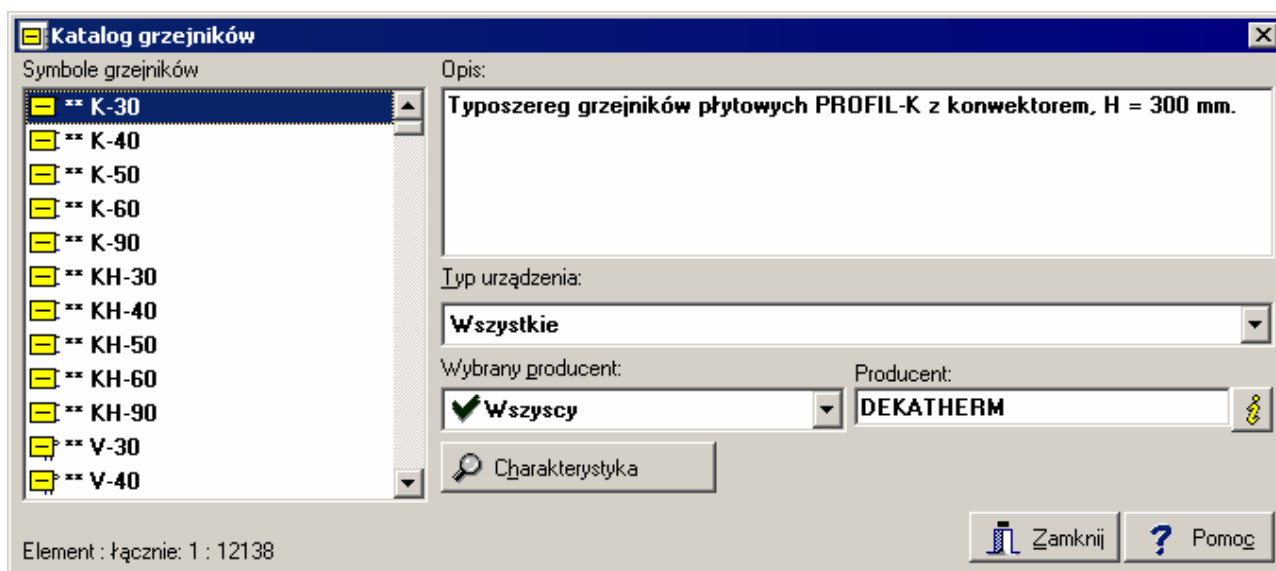 Katalog grzejników
Symbole grzejników
** K-30
** K-40
** K-50
** K-60
** K-90
** KH-30
** KH-40
** KH-50
** KH-60
** KH-90
** V-30
** V-40
Element : łącznie: 1 : 12138
Opis:
Typoszereg grzejników płytowych PROFIL-K z konwektorem, H = 300 mm.
Typ urządzenia:
Wszystkie
Wybrany producent:
Wszyscy
Producent:
DEKATHERM
Charakterystyka
Zamknij
Pomoc